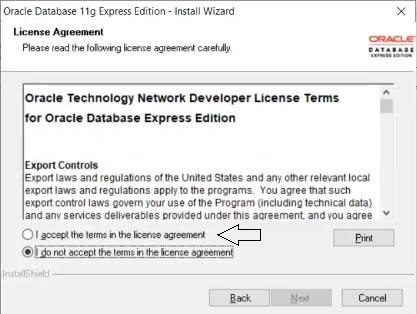 Oracle Database 11g Express Edition - Install Wizard
License Agreement
Please read the following license agreement carefully.
ORACLE
DATABASE
EXPRESS EDITION
Oracle Technology Network Developer License Terms
for Oracle Database Express Edition
Export Controls
Export laws and regulations of the United States and any other relevant local
export laws and regulations apply to the programs.  You agree that such
export control laws govern your use of the Program (including technical data)
and any services deliverables provided under this agreement, and you agree
I accept the terms in the license agreement
Print
I do not accept the terms in the license agreement
InstallShield
Back
Next
Cancel